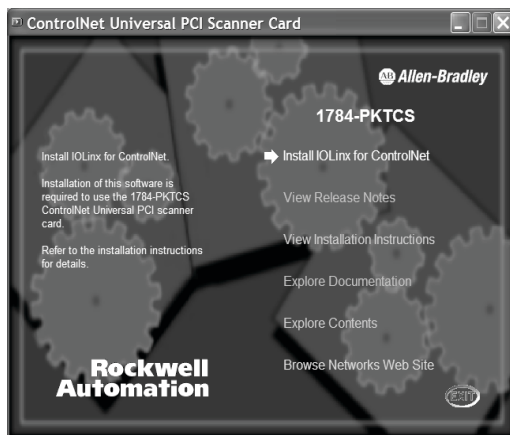 ControlNet Universal PCI Scanner Card
AB Allen-Bradley
1784-PKTCS
Install IOLinx for ControlNet.
Installation of this software is
required to use the 1784-PKTCS
ControlNet Universal PCI scanner
card.
Refer to the installation instructions
for details.
Install IOLinx for ControlNet
View Release Notes
View Installation Instructions
Explore Documentation
Explore Contents
Browse Networks Web Site
Rockwell
Automation
EXIT